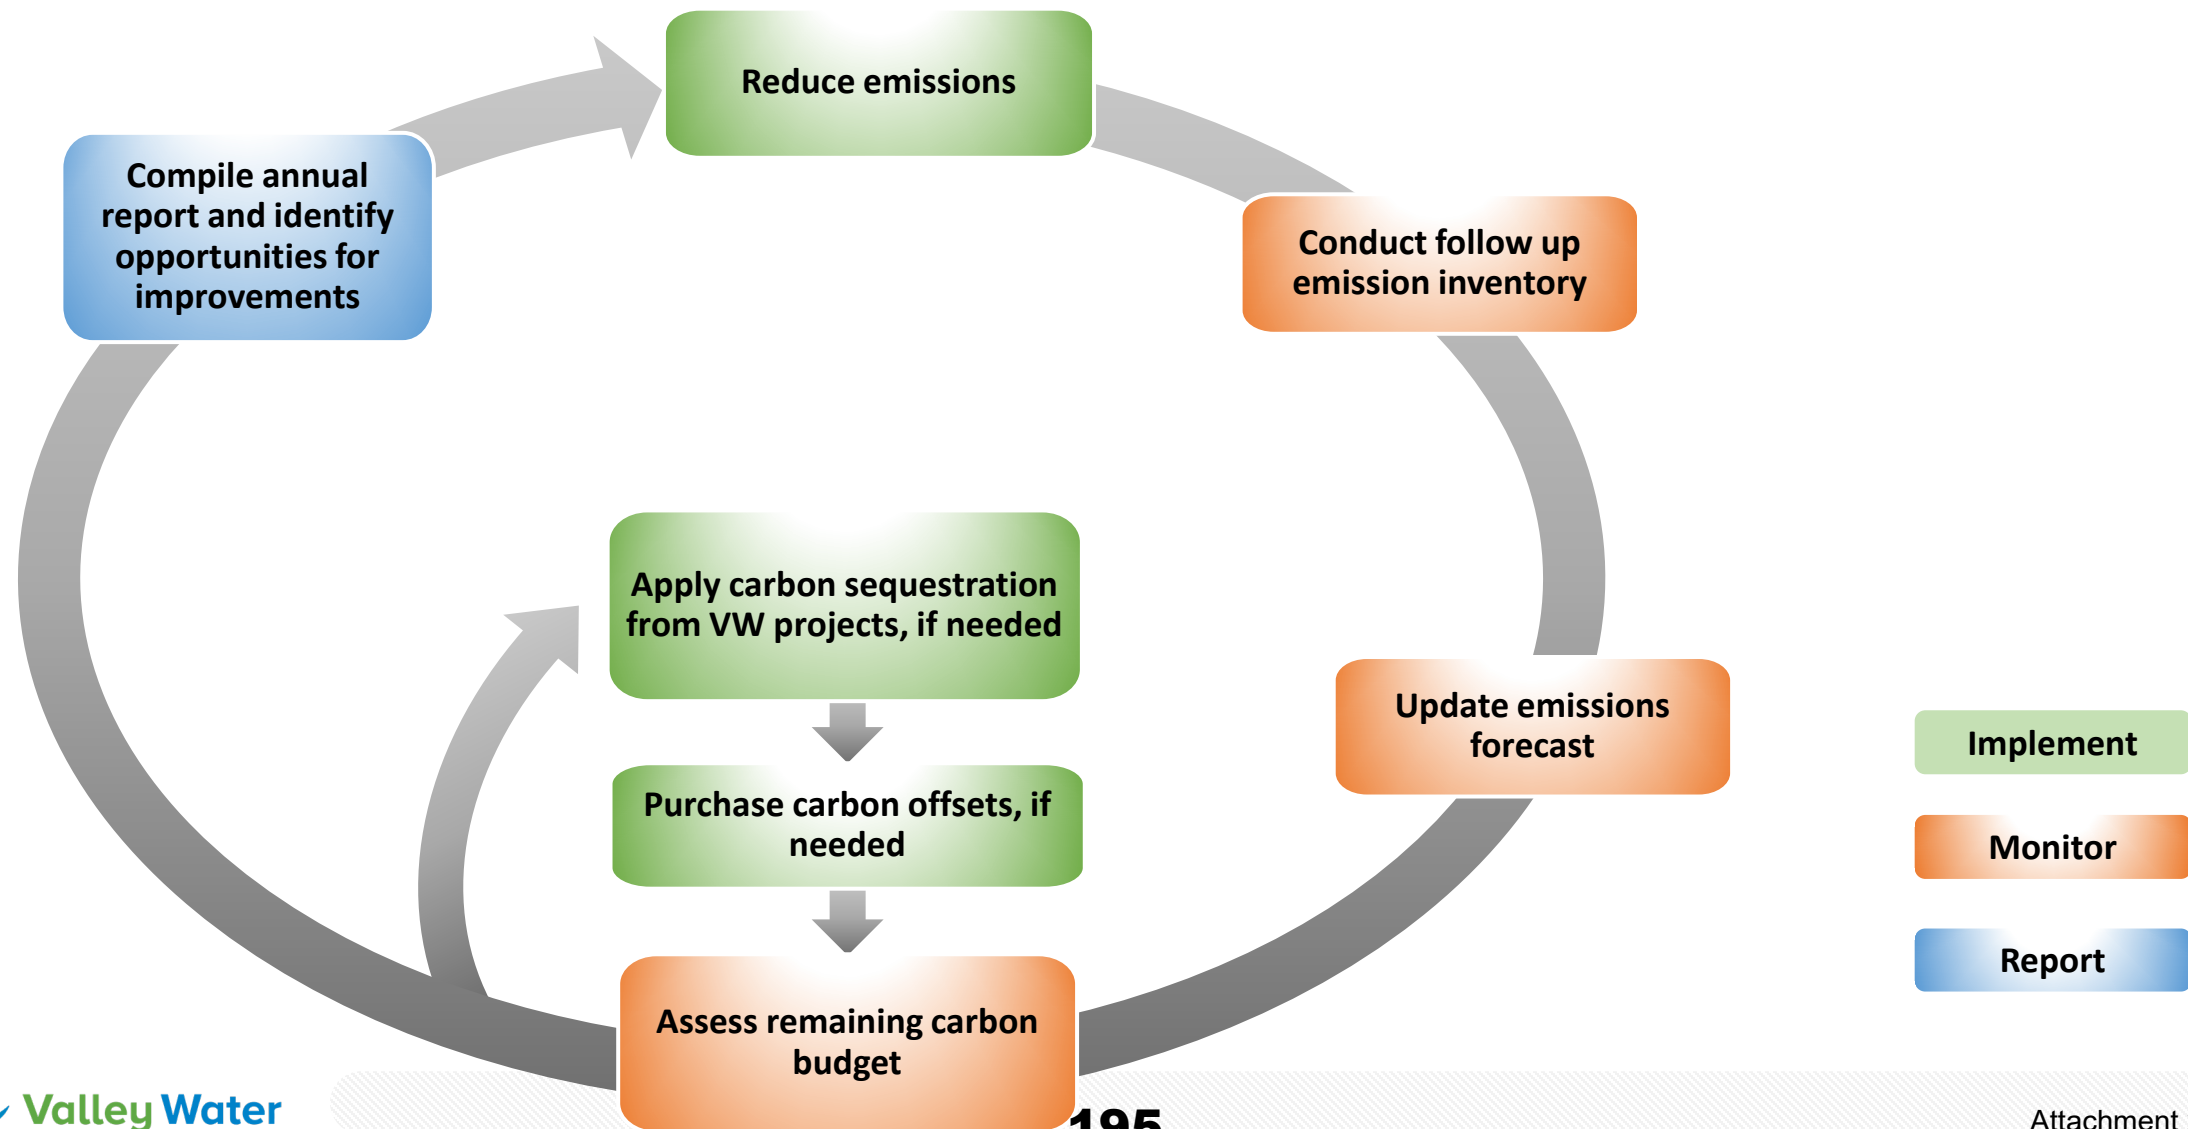 Reduce emissions
Compile annual
report and identify
opportunities for
improvements
Conduct follow up
emission inventory
Apply carbon sequestration
from VW projects, if needed
Update emissions
forecast
Purchase carbon offsets, if
needed
Assess remaining carbon
budget
Implement
Monitor
Report
Valley Water
195
Attachment